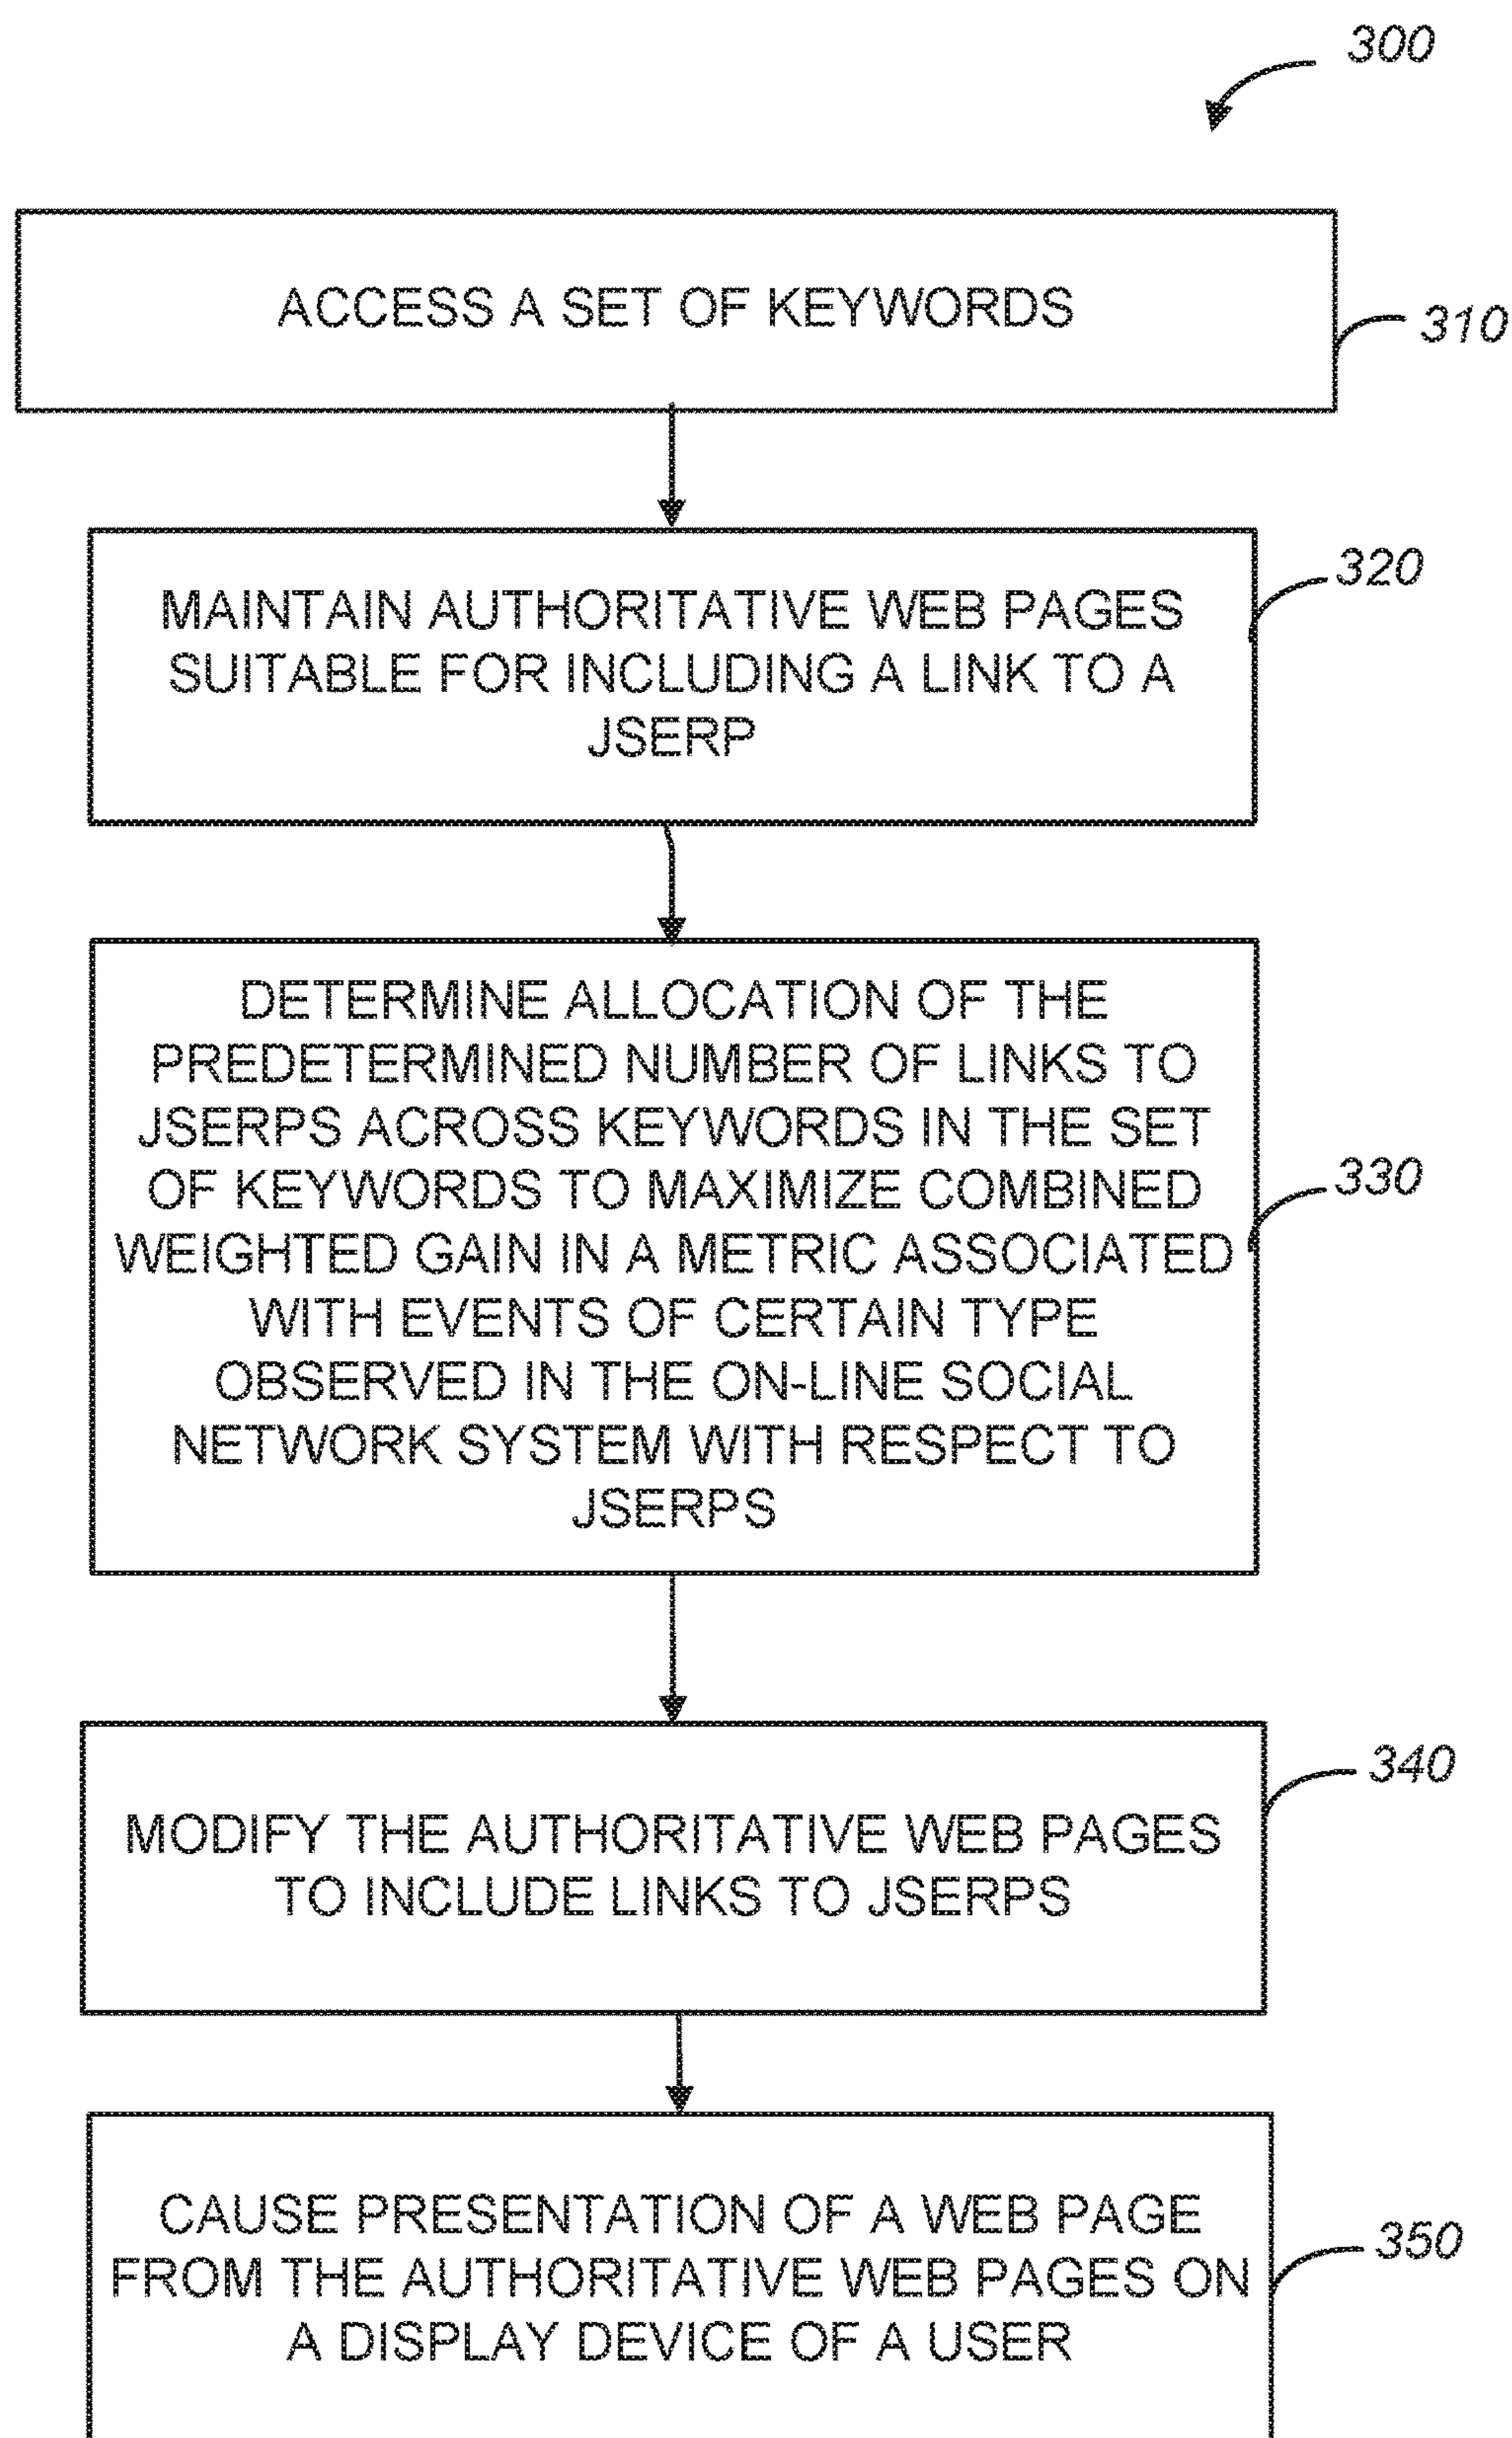 300
ACCESS A SET OF KEYWORDS
310
MAINTAIN AUTHORITATIVE WEB PAGES
SUITABLE FOR INCLUDING A LINK TO A
JSERP
320
DETERMINE ALLOCATION OF THE
PREDETERMINED NUMBER OF LINKS TO
JSERPS ACROSS KEYWORDS IN THE SET
OF KEYWORDS TO MAXIMIZE COMBINED
WEIGHTED GAIN IN A METRIC ASSOCIATED
WITH EVENTS OF CERTAIN TYPE
OBSERVED IN THE ON-LINE SOCIAL
NETWORK SYSTEM WITH RESPECT TO
JSERPS
330
MODIFY THE AUTHORITATIVE WEB PAGES
TO INCLUDE LINKS TO JSERPS
340
CAUSE PRESENTATION OF A WEB PAGE
FROM THE AUTHORITATIVE WEB PAGES ON
A DISPLAY DEVICE OF A USER
350